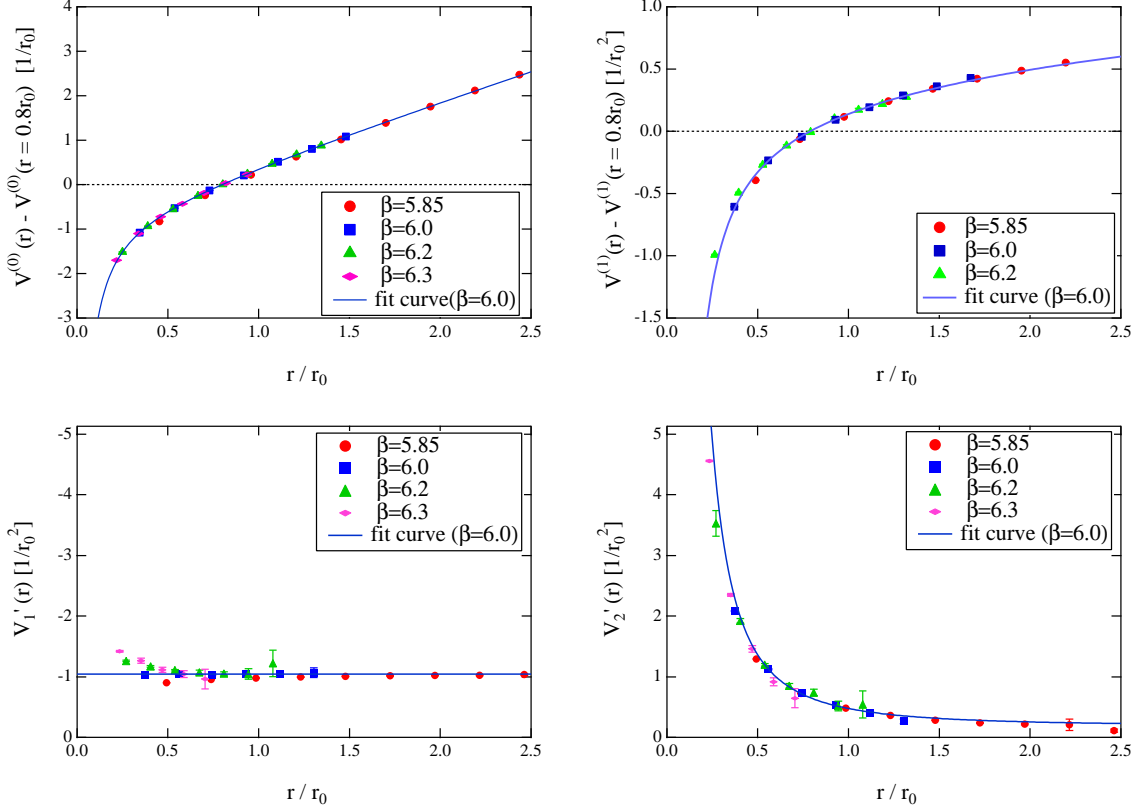 V(0)(r) - V(0)(r = 0.8r0) [1/r0]
4
3
2
1
0
-1
-2
-3
0.0 0.5 1.0 1.5 2.0 2.5
r / r0
β=5.85
β=6.0
β=6.2
β=6.3
fit curve(β=6.0)
V(1)(r) - V(1)(r = 0.8r0) [1/r0²]
1.0
0.5
0.0
-0.5
-1.0
-1.5
0.0 0.5 1.0 1.5 2.0 2.5
r / r0
β=5.85
β=6.0
β=6.2
fit curve (β=6.0)
V1'(r) [1/r0²]
-5
-4
-3
-2
-1
0
0.0 0.5 1.0 1.5 2.0 2.5
r / r0
β=5.85
β=6.0
β=6.2
β=6.3
fit curve (β=6.0)
V2'(r) [1/r0²]
5
4
3
2
1
0
0.0 0.5 1.0 1.5 2.0 2.5
r / r0
β=5.85
β=6.0
β=6.2
β=6.3
fit curve (β=6.0)